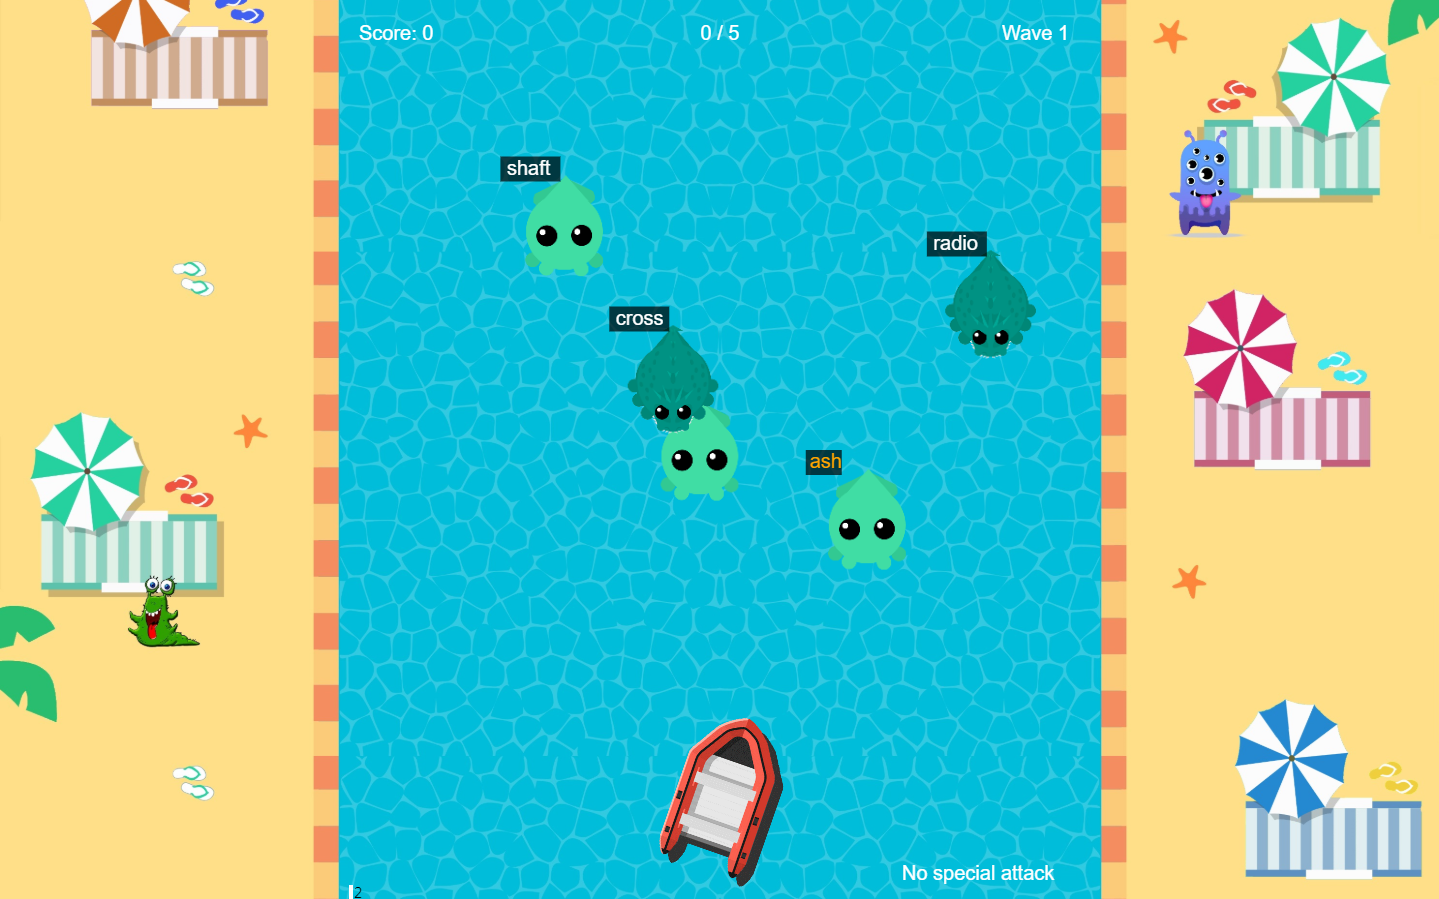 Score: 0
0 / 5
Wave 1
shaft
radio
cross
ash
No special attack
2